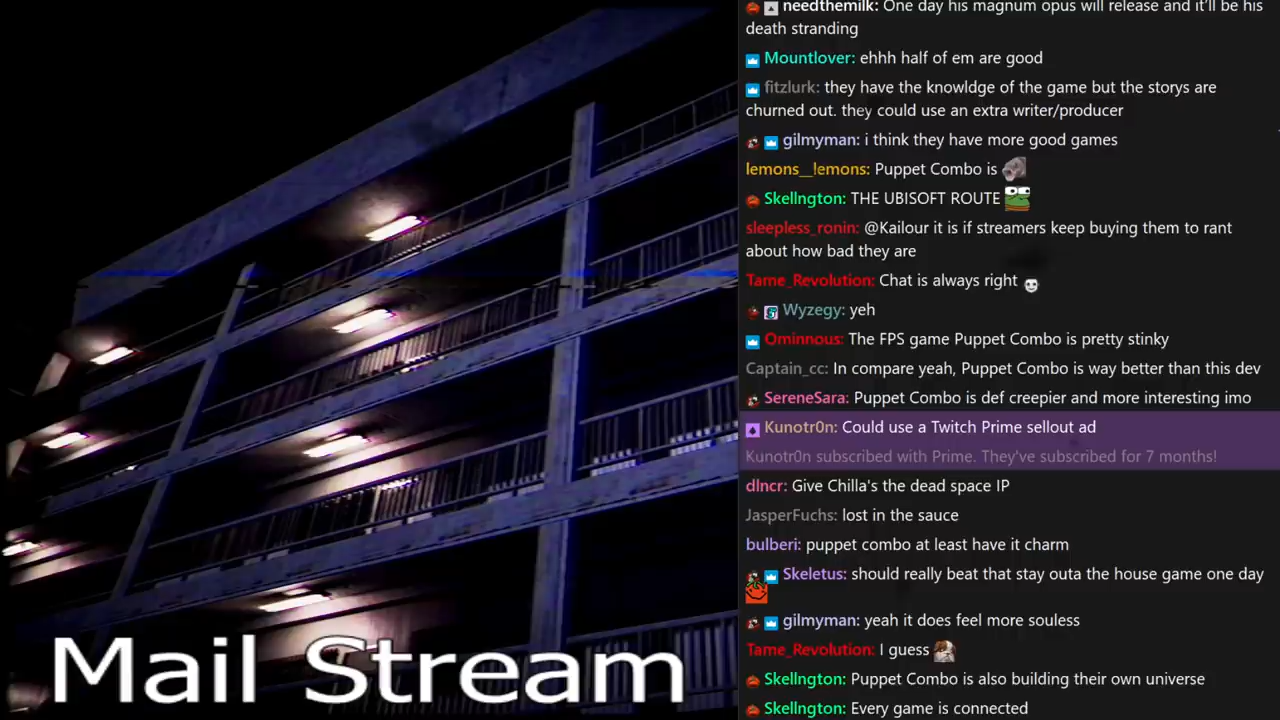 needthemilk: One day his magnum opus will release and it'll be his
death stranding
Mountlover: ehhh half of em are good
fitzlurk: they have the knowldge of the game but the storys are
churned out. they could use an extra writer/producer
gilmyman: i think they have more good games
lemons__!emons: Puppet Combo is
Skellngton: THE UBISOFT ROUTE
sleepless_ronin: @Kailour it is if streamers keep buying them to rant
about how bad they are
Tame_Revolution: Chat is always right
Wyzegy: yeh
Ominnous: The FPS game Puppet Combo is pretty stinky
Captain_cc: In compare yeah, Puppet Combo is way better than this dev
SereneSara: Puppet Combo is def creepier and more interesting imo
Kunotr0n: Could use a Twitch Prime sellout ad
Kunotr0n subscribed with Prime. They've subscribed for 7 months!
dlncr: Give Chilla's the dead space IP
JasperFuchs: lost in the sauce
bulberi: puppet combo at least have it charm
Skeletus: should really beat that stay outa the house game one day
gilmyman: yeah it does feel more souless
Tame_Revolution: I guess
Skellngton: Puppet Combo is also building their own universe
Skellngton: Every game is connected
Mail Stream